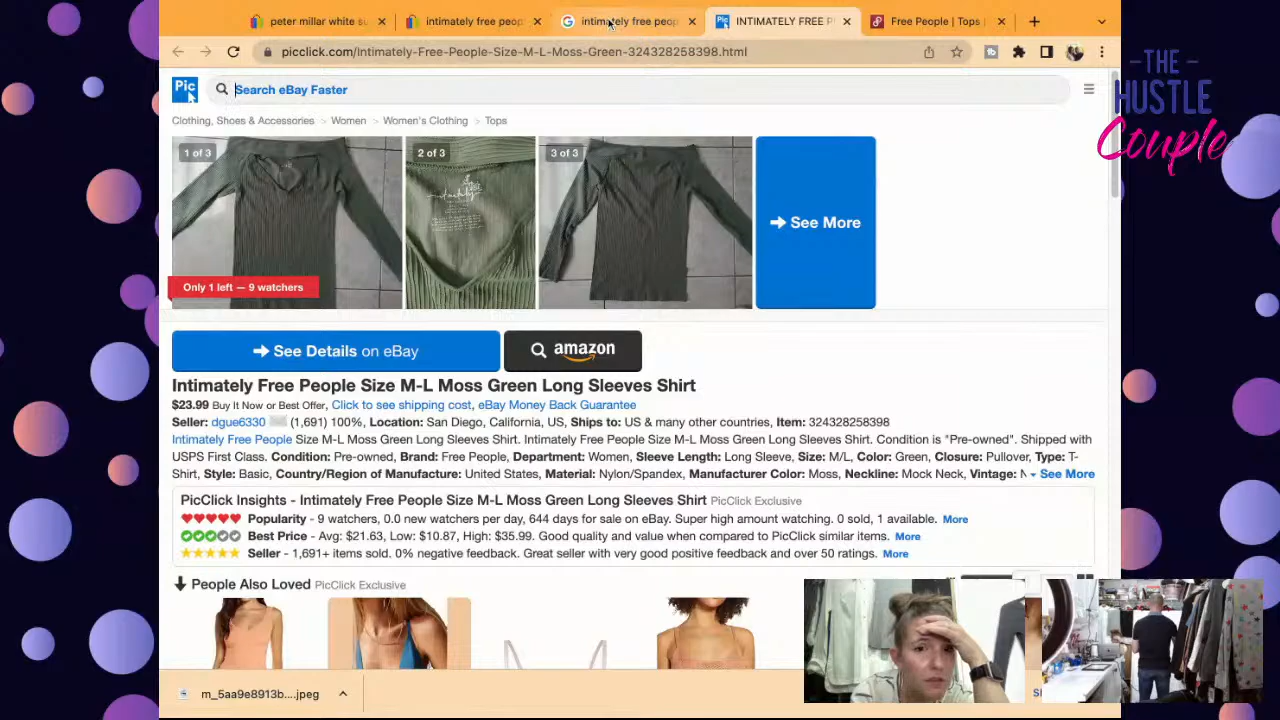 peter millar white su
intimately free peop
intimately free peop
INTIMATELY FREE P
Free People | Tops |
picclick.com/Intimately-Free-People-Size-M-L-Moss-Green-324328258398.html
THE
HUSTLE
Couple
Pic
Search eBay Faster
Clothing, Shoes & Accessories > Women > Women's Clothing > Tops
1 of 3
2 of 3
3 of 3
intimately
See More
Only 1 left — 9 watchers
See Details on eBay
amazon
Intimately Free People Size M-L Moss Green Long Sleeves Shirt
$23.99 Buy It Now or Best Offer, Click to see shipping cost, eBay Money Back Guarantee
Seller: dgue6330 (1,691) 100%, Location: San Diego, California, US, Ships to: US & many other countries, Item: 324328258398
Intimately Free People Size M-L Moss Green Long Sleeves Shirt. Intimately Free People Size M-L Moss Green Long Sleeves Shirt. Condition is "Pre-owned". Shipped with
USPS First Class. Condition: Pre-owned, Brand: Free People, Department: Women, Sleeve Length: Long Sleeve, Size: M/L, Color: Green, Closure: Pullover, Type: T-
Shirt, Style: Basic, Country/Region of Manufacture: United States, Material: Nylon/Spandex, Manufacturer Color: Moss, Neckline: Mock Neck, Vintage: N See More
PicClick Insights - Intimately Free People Size M-L Moss Green Long Sleeves Shirt PicClick Exclusive
Popularity - 9 watchers, 0.0 new watchers per day, 644 days for sale on eBay. Super high amount watching. 0 sold, 1 available. More
Best Price - Avg: $21.63, Low: $10.87, High: $35.99. Good quality and value when compared to PicClick similar items. More
Seller - 1,691+ items sold. 0% negative feedback. Great seller with very good positive feedback and over 50 ratings. More
People Also Loved PicClick Exclusive
m_5aa9e8913b....jpeg